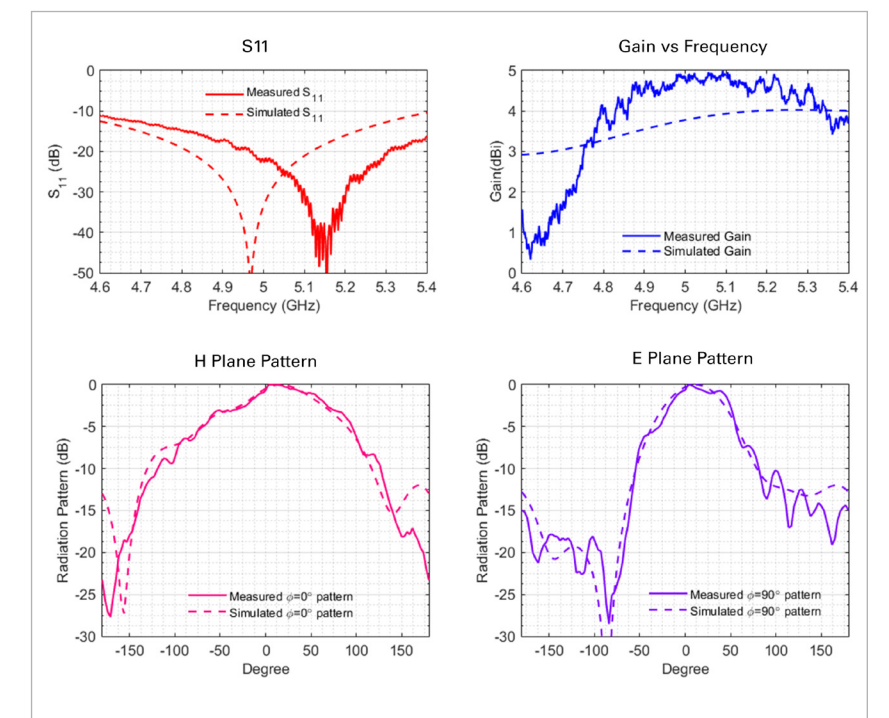 S11
0
-10
-20
-30
-40
-50
S11 (dB)
Measured S11
Simulated S11
4.6 4.7 4.8 4.9 5 5.1 5.2 5.3 5.4
Frequency (GHz)
Gain vs Frequency
5
4
3
2
1
0
Gain(dBi)
Measured Gain
Simulated Gain
4.6 4.7 4.8 4.9 5 5.1 5.2 5.3 5.4
Frequency (GHz)
H Plane Pattern
0
-5
-10
-15
-20
-25
-30
Radiation Pattern (dB)
Measured ϕ=0° pattern
Simulated ϕ=0° pattern
-150 -100 -50 0 50 100 150
Degree
E Plane Pattern
0
-5
-10
-15
-20
-25
-30
Radiation Pattern (dB)
Measured ϕ=90° pattern
Simulated ϕ=90° pattern
-150 -100 -50 0 50 100 150
Degree